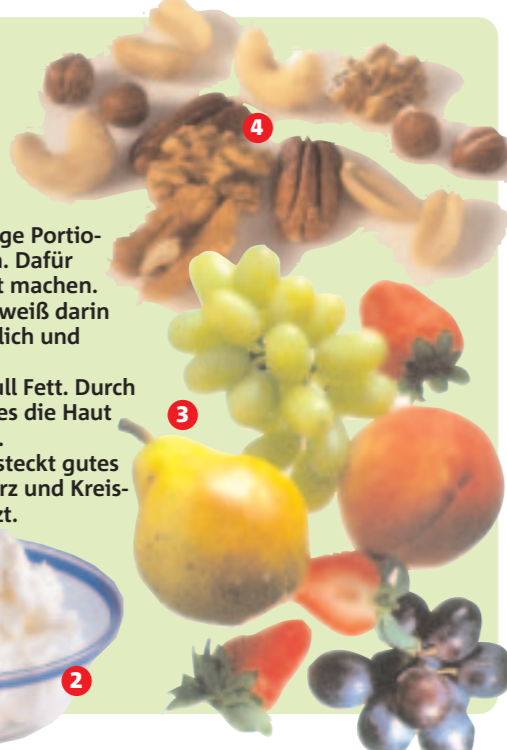 4
ge Portio-
. Dafür
t machen.
weiß darin
lich und
ll Fett. Durch
es die Haut
.
steckt gutes
rz und Kreis-
zt.
3
2